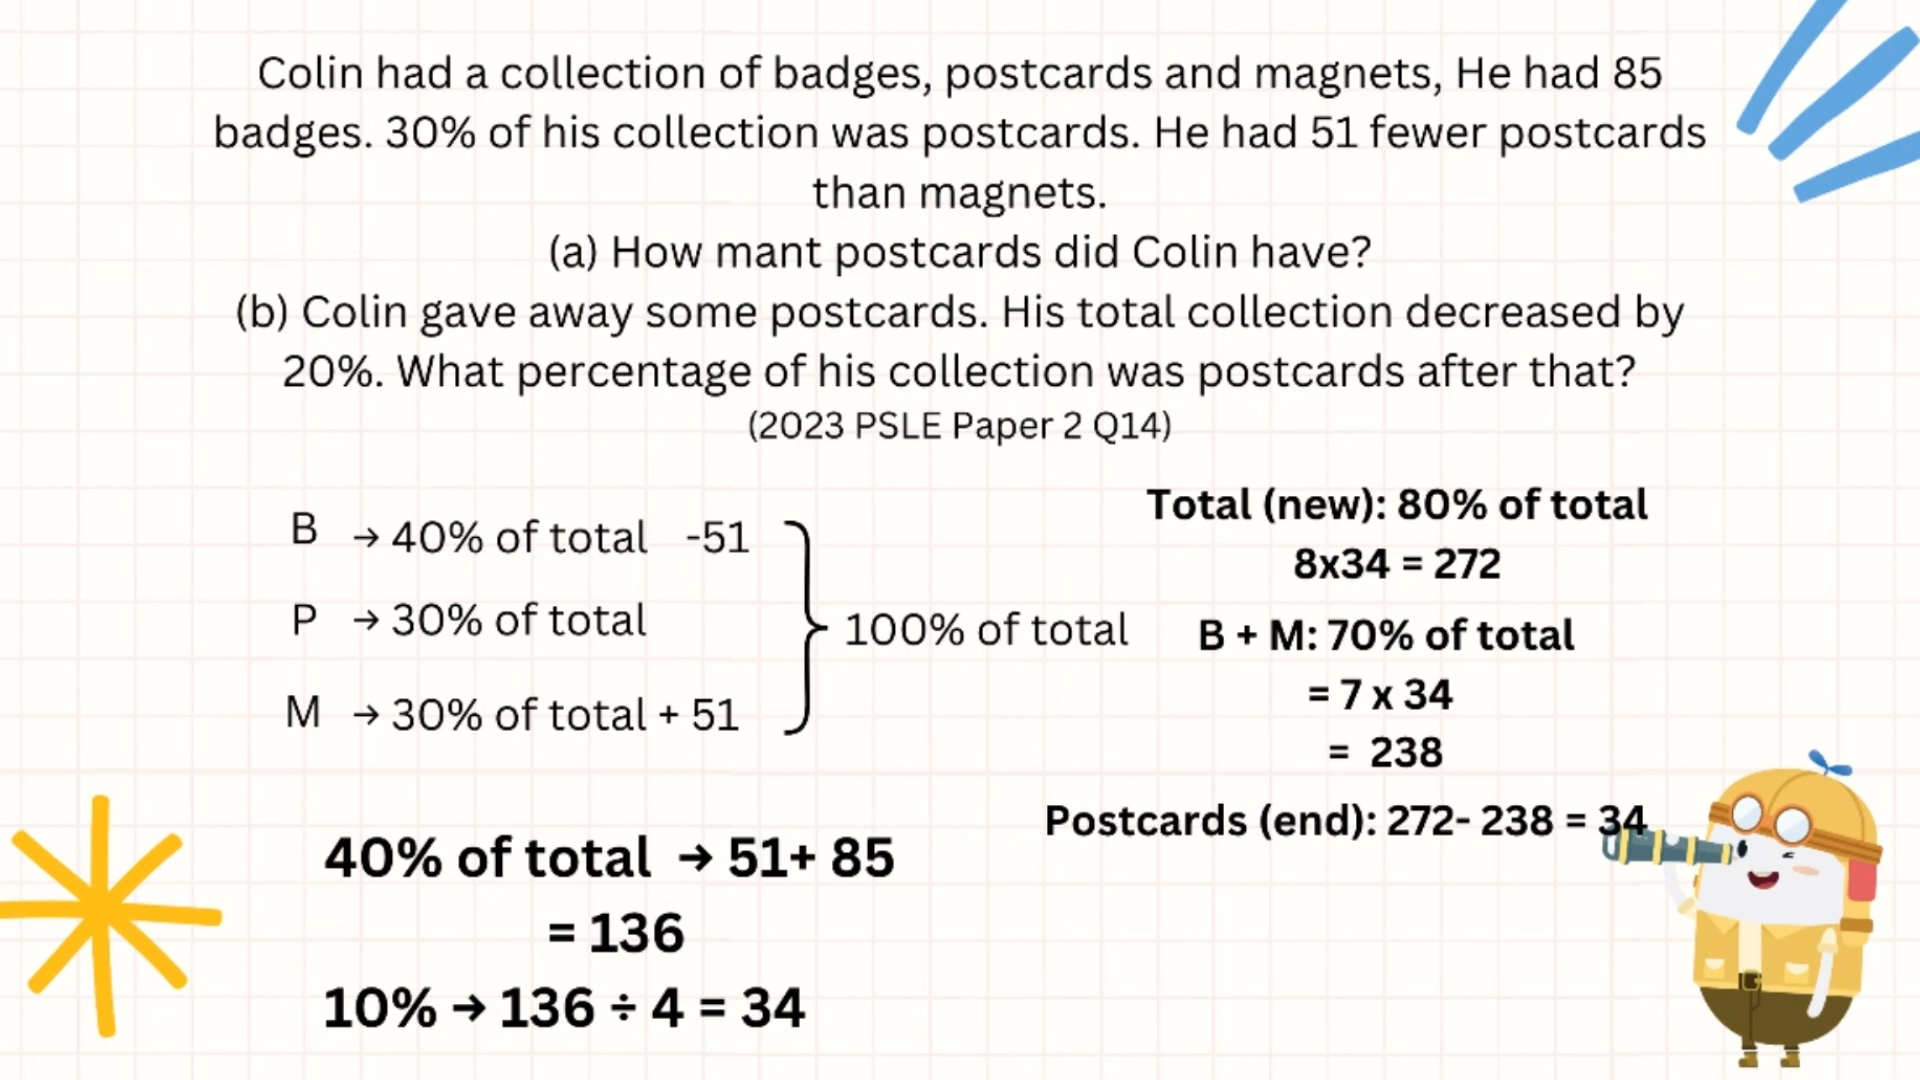 Colin had a collection of badges, postcards and magnets, He had 85
badges. 30% of his collection was postcards. He had 51 fewer postcards
than magnets.
(a) How mant postcards did Colin have?
(b) Colin gave away some postcards. His total collection decreased by
20%. What percentage of his collection was postcards after that?
(2023 PSLE Paper 2 Q14)
B → 40% of total -51
P → 30% of total
M → 30% of total + 51
100% of total
40% of total → 51+ 85
= 136
10% → 136 ÷ 4 = 34
Total (new): 80% of total
8x34 = 272
B + M: 70% of total
= 7 x 34
= 238
Postcards (end): 272- 238 = 34